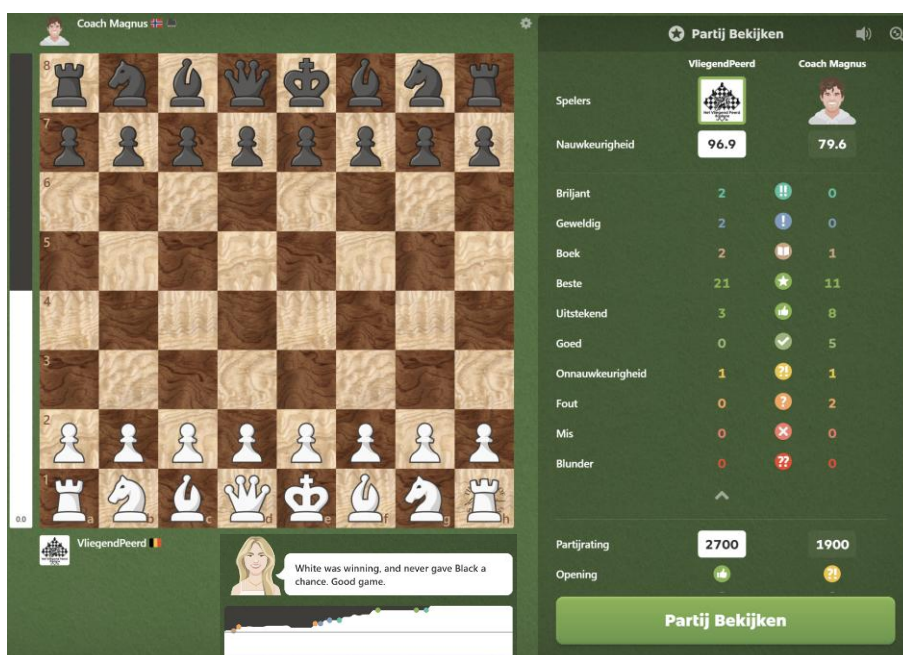 Coach Magnus
8
7
6
5
4
3
2
1
a
b
c
d
e
f
g
h
0.0
VliegendPeerd
White was winning, and never gave Black a
chance. Good game.
Partij Bekijken
VliegendPeerd Coach Magnus
Spelers
Nauwkeurigheid 96.9 79.6
Briljant 2 !! 0
Geweldig 2 ! 0
Boek 2 1
Beste 21 11
Uitstekend 3 8
Goed 0 5
Onnauwkeurigheid 1 ?! 1
Fout 0 ? 2
Mis 0 0
Blunder 0 ?? 0
Partijrating 2700 1900
Opening ?!
Partij Bekijken